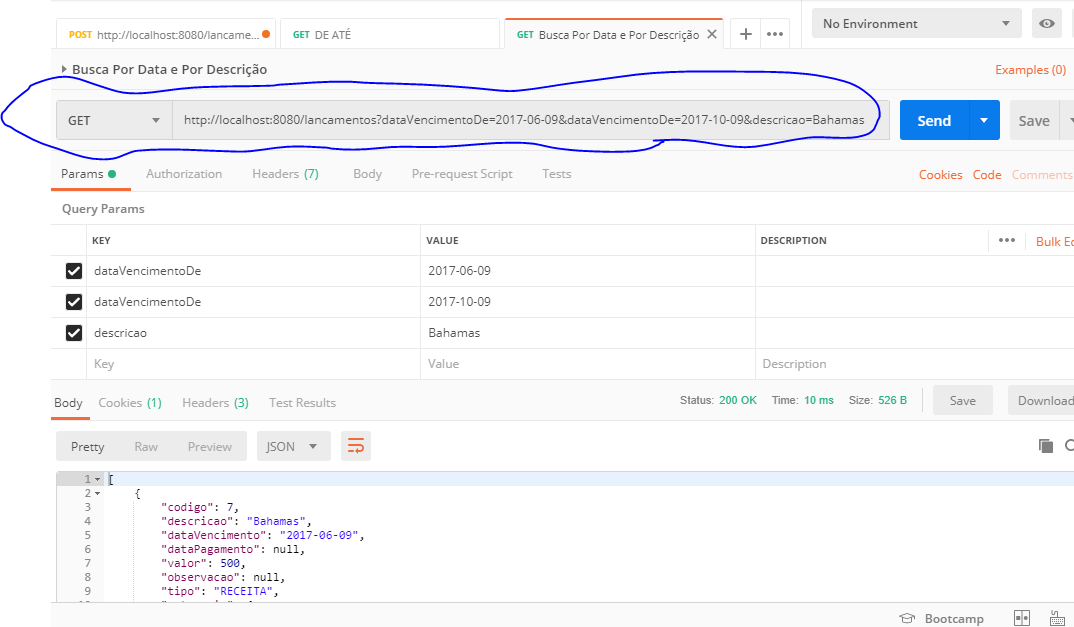 POST http://localhost:8080/lancame...
GET DE ATÉ
GET Busca Por Data e Por Descrição
No Environment
Busca Por Data e Por Descrição
Examples (0)
GET
http://localhost:8080/lancamentos?dataVencimentoDe=2017-06-09&dataVencimentoDe=2017-10-09&descricao=Bahamas
Send
Save
Params
Authorization
Headers (7)
Body
Pre-request Script
Tests
Cookies
Code
Comments
Query Params
KEY
VALUE
DESCRIPTION
Bulk Ec
dataVencimentoDe
2017-06-09
dataVencimentoDe
2017-10-09
descricao
Bahamas
Key
Value
Description
Body
Cookies (1)
Headers (3)
Test Results
Status: 200 OK
Time: 10 ms
Size: 526 B
Save
Download
Pretty
Raw
Preview
JSON
1 [
2 {
3 "codigo": 7,
4 "descricao": "Bahamas",
5 "dataVencimento": "2017-06-09",
6 "dataPagamento": null,
7 "valor": 500,
8 "observacao": null,
9 "tipo": "RECEITA",
Bootcamp